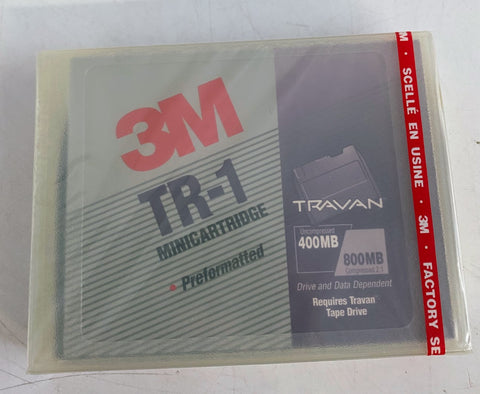 3M
TR-1
MINICARTRIDGE
• Preformatted
TRAVAN
Uncompressed
400MB
800MB
Compressed 2:1
Drive and Data Dependent
Requires Travan
Tape Drive
M • SCELLÉ EN USINE • 3M • FACTORY SE